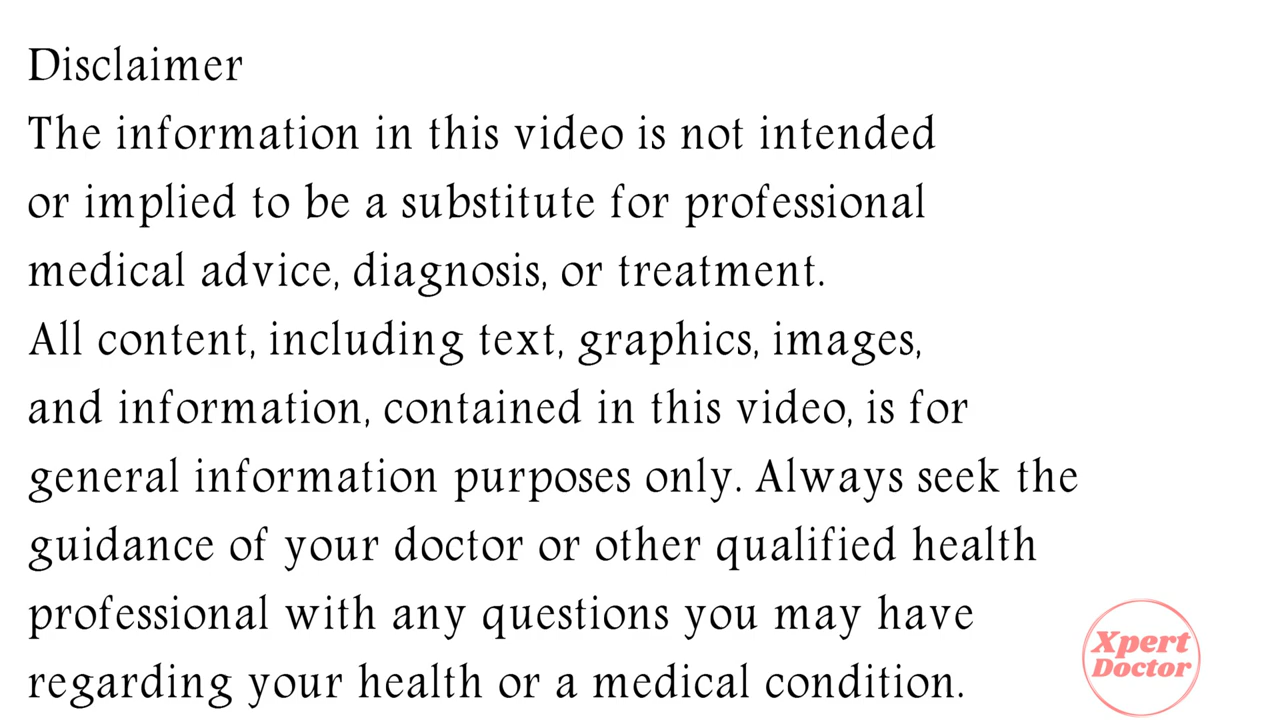 Disclaimer
The information in this video is not intended
or implied to be a substitute for professional
medical advice, diagnosis, or treatment.
All content, including text, graphics, images,
and information, contained in this video, is for
general information purposes only. Always seek the
guidance of your doctor or other qualified health
professional with any questions you may have
regarding your health or a medical condition.
Xpert
Doctor